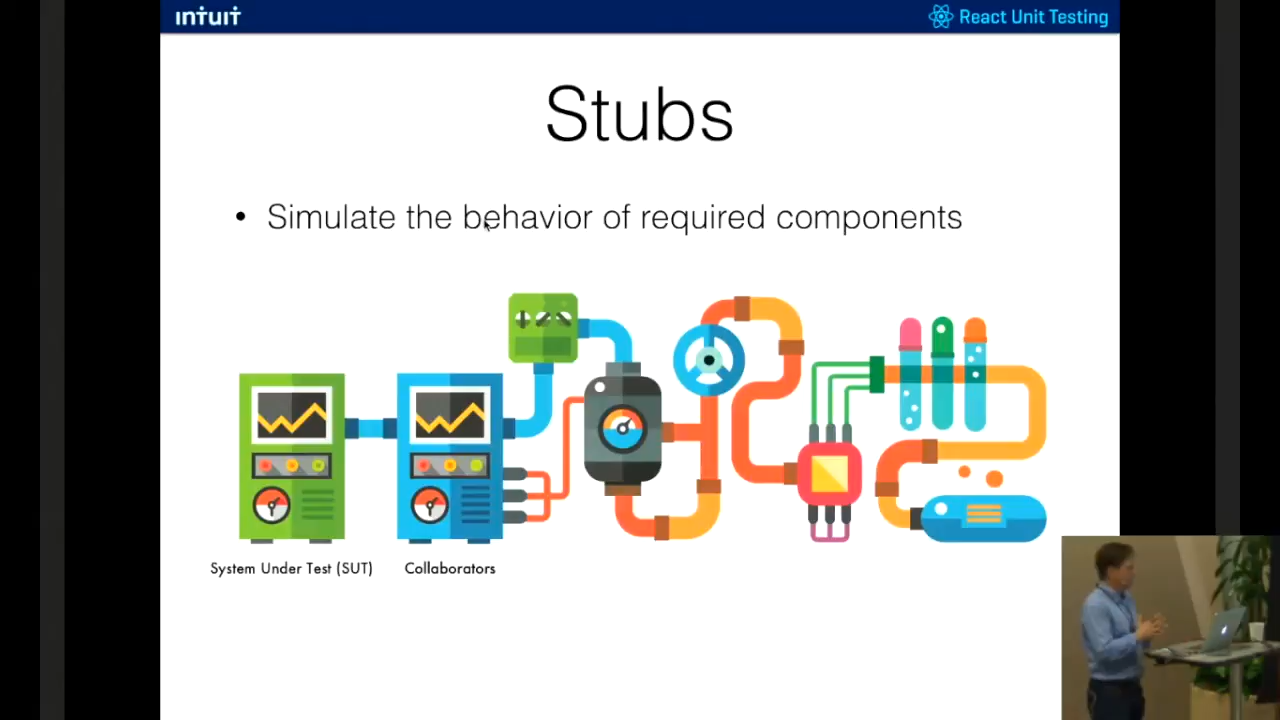 intuit
React Unit Testing
Stubs
• Simulate the behavior of required components
System Under Test (SUT)
Collaborators